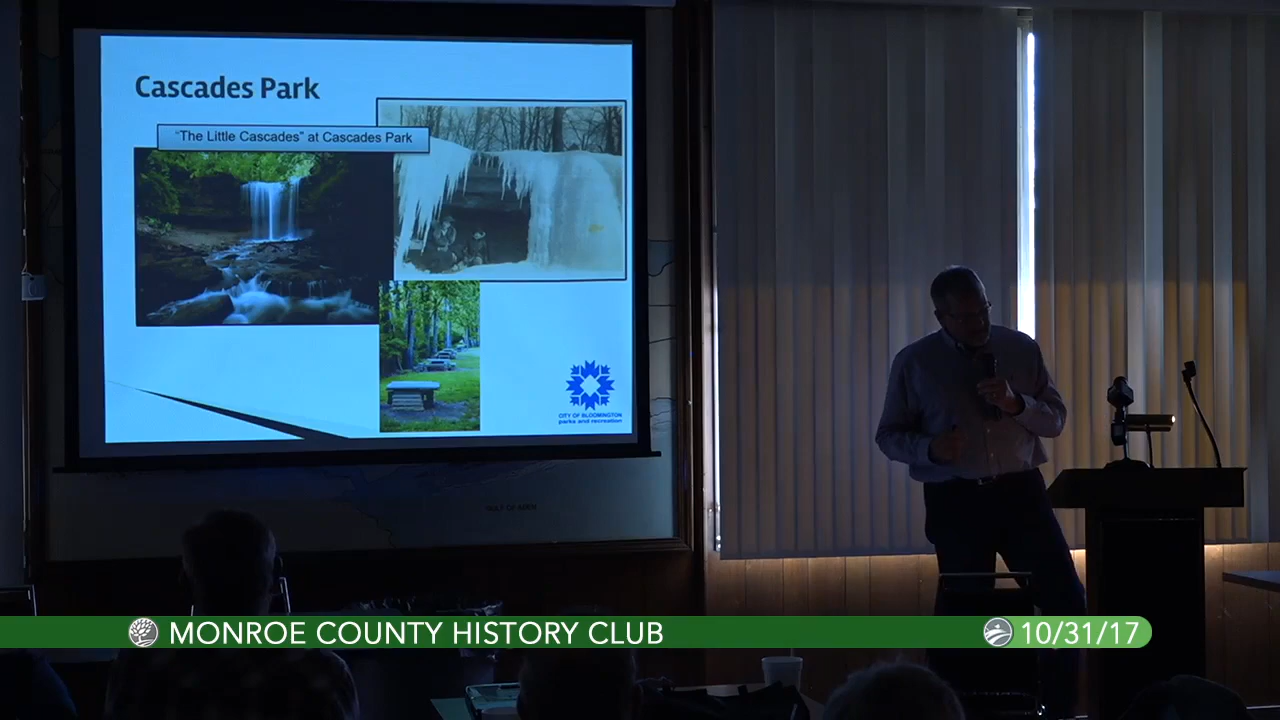 Cascades Park
“The Little Cascades” at Cascades Park
CITY OF BLOOMINGTON
parks and recreation
MONROE COUNTY HISTORY CLUB
10/31/17